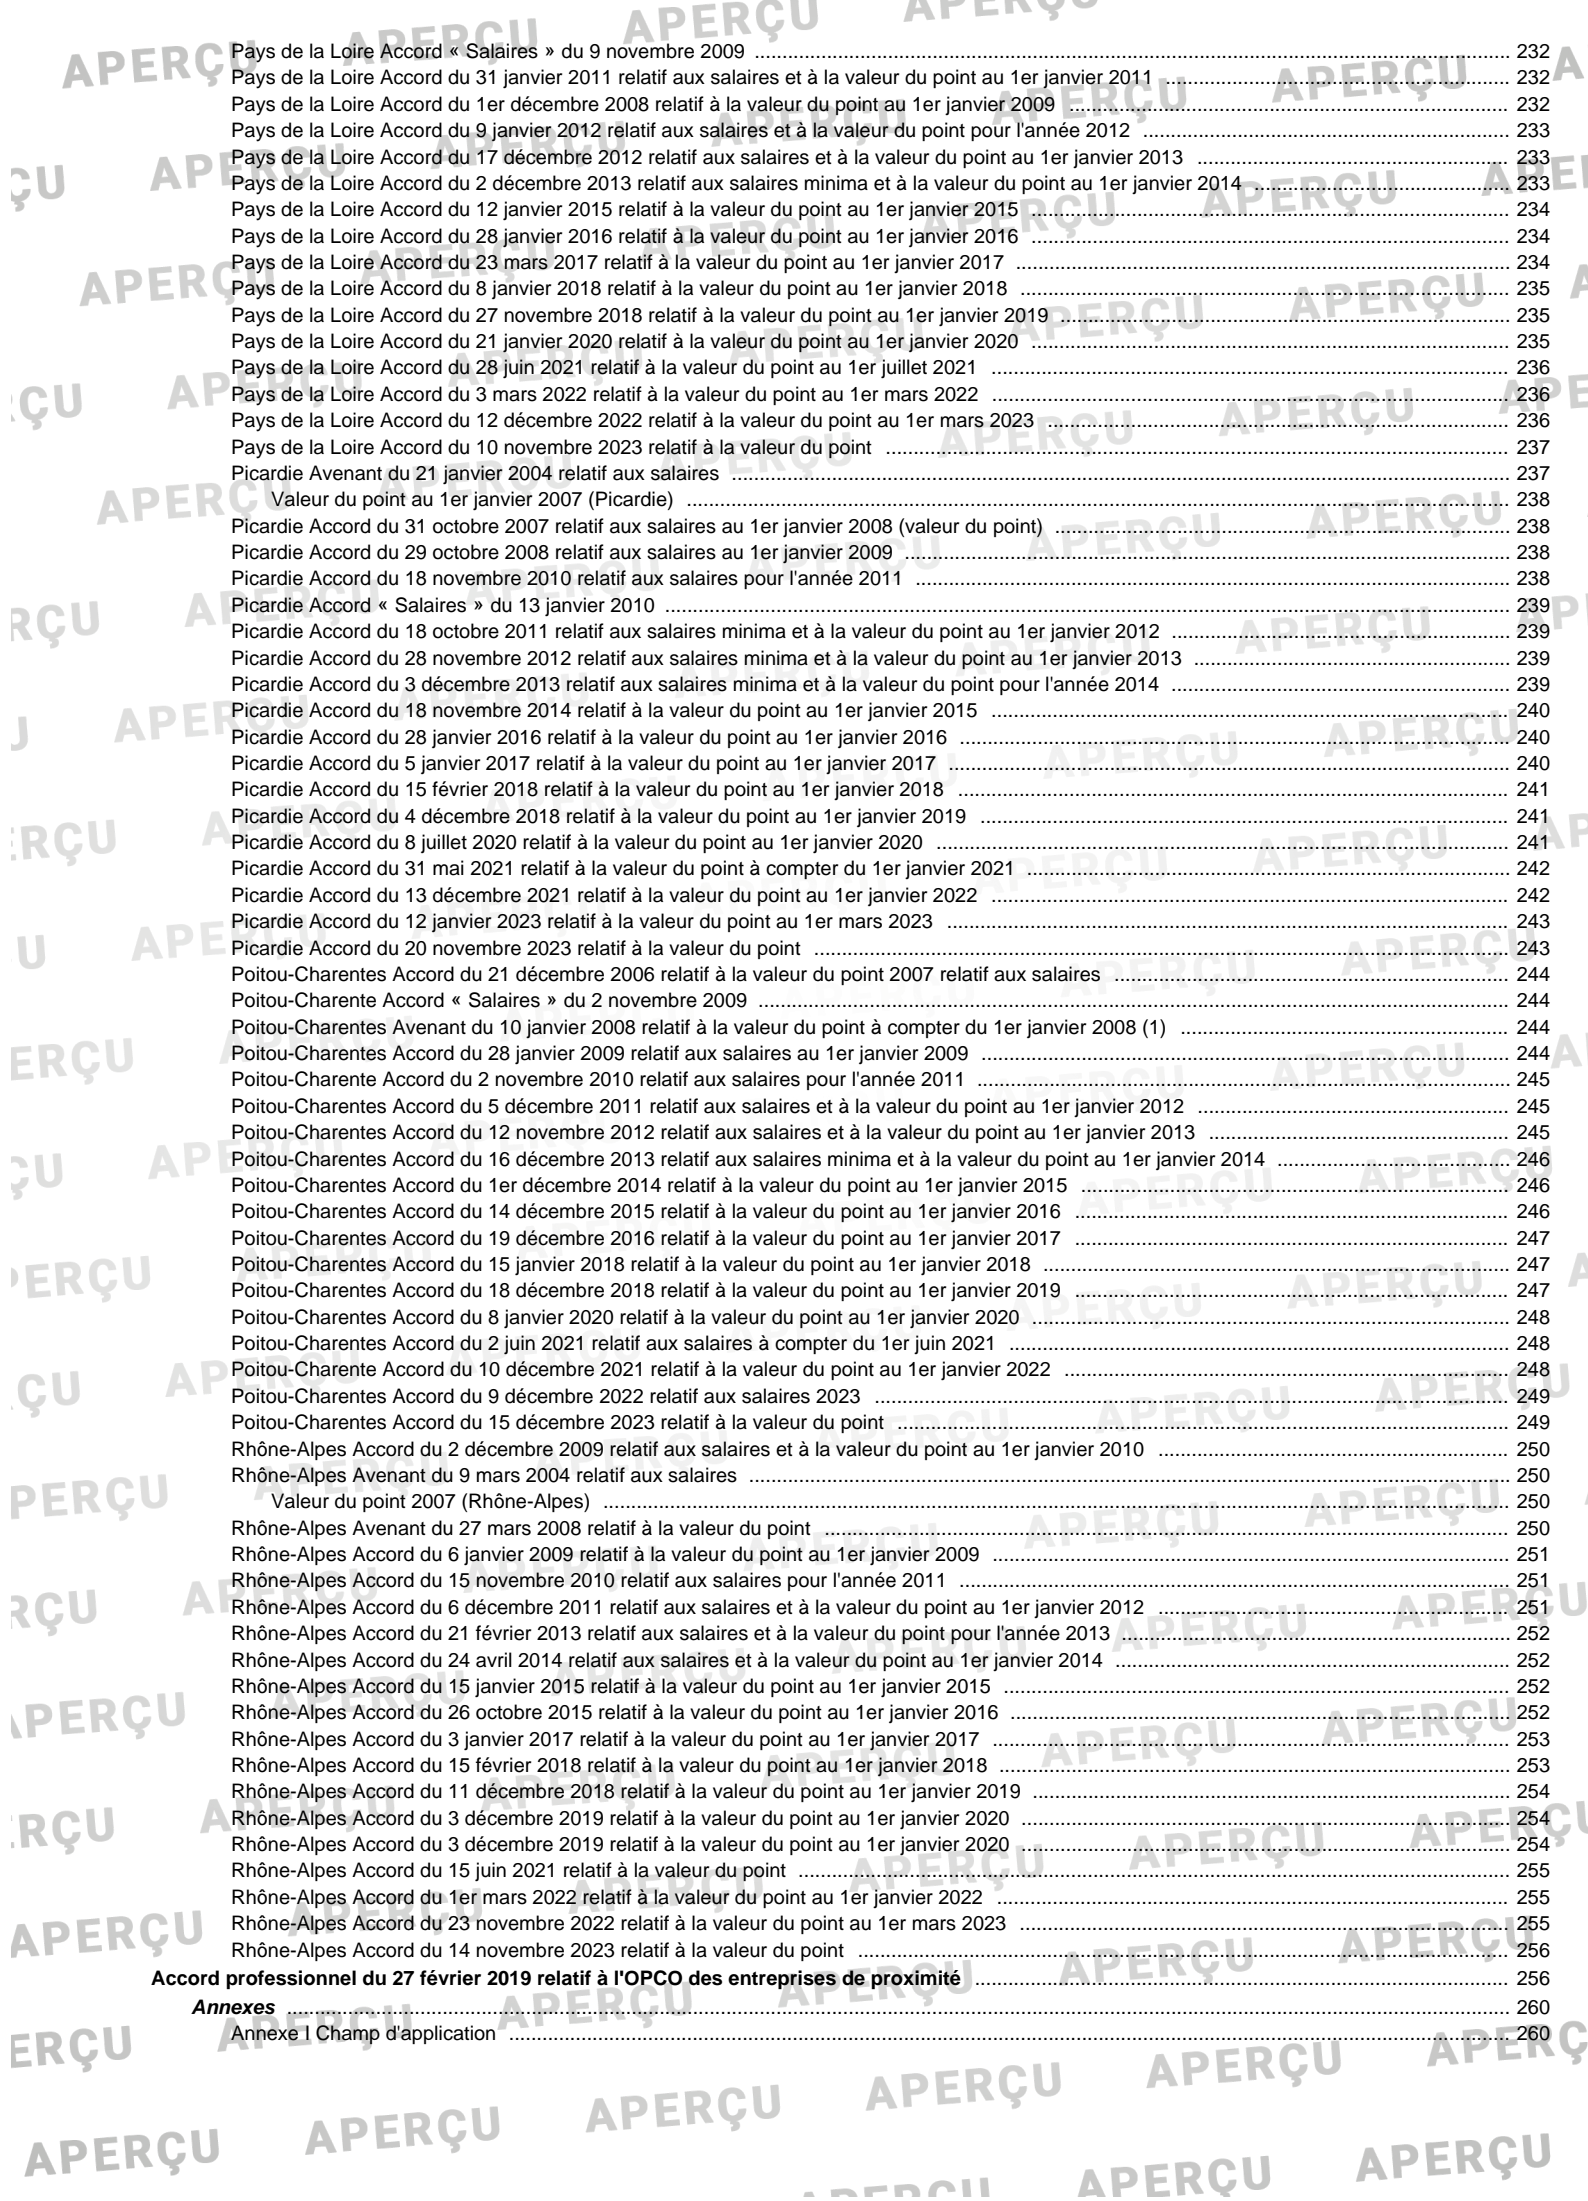 Pays de la Loire Accord « Salaires » du 9 novembre 2009 ........ 232
Pays de la Loire Accord du 31 janvier 2011 relatif aux salaires et à la valeur du point au 1er janvier 2011 ........ 232
Pays de la Loire Accord du 1er décembre 2008 relatif à la valeur du point au 1er janvier 2009 ........ 232
Pays de la Loire Accord du 9 janvier 2012 relatif aux salaires et à la valeur du point pour l'année 2012 ........ 233
Pays de la Loire Accord du 17 décembre 2012 relatif aux salaires et à la valeur du point au 1er janvier 2013 ........ 233
Pays de la Loire Accord du 2 décembre 2013 relatif aux salaires minima et à la valeur du point au 1er janvier 2014 ........ 233
Pays de la Loire Accord du 12 janvier 2015 relatif à la valeur du point au 1er janvier 2015 ........ 234
Pays de la Loire Accord du 28 janvier 2016 relatif à la valeur du point au 1er janvier 2016 ........ 234
Pays de la Loire Accord du 23 mars 2017 relatif à la valeur du point au 1er janvier 2017 ........ 234
Pays de la Loire Accord du 8 janvier 2018 relatif à la valeur du point au 1er janvier 2018 ........ 235
Pays de la Loire Accord du 27 novembre 2018 relatif à la valeur du point au 1er janvier 2019 ........ 235
Pays de la Loire Accord du 21 janvier 2020 relatif à la valeur du point au 1er janvier 2020 ........ 235
Pays de la Loire Accord du 28 juin 2021 relatif à la valeur du point au 1er juillet 2021 ........ 236
Pays de la Loire Accord du 3 mars 2022 relatif à la valeur du point au 1er mars 2022 ........ 236
Pays de la Loire Accord du 12 décembre 2022 relatif à la valeur du point au 1er mars 2023 ........ 236
Pays de la Loire Accord du 10 novembre 2023 relatif à la valeur du point ........ 237
Picardie Avenant du 21 janvier 2004 relatif aux salaires ........ 237
Valeur du point au 1er janvier 2007 (Picardie) ........ 238
Picardie Accord du 31 octobre 2007 relatif aux salaires au 1er janvier 2008 (valeur du point) ........ 238
Picardie Accord du 29 octobre 2008 relatif aux salaires au 1er janvier 2009 ........ 238
Picardie Accord du 18 novembre 2010 relatif aux salaires pour l'année 2011 ........ 238
Picardie Accord « Salaires » du 13 janvier 2010 ........ 239
Picardie Accord du 18 octobre 2011 relatif aux salaires minima et à la valeur du point au 1er janvier 2012 ........ 239
Picardie Accord du 28 novembre 2012 relatif aux salaires minima et à la valeur du point au 1er janvier 2013 ........ 239
Picardie Accord du 3 décembre 2013 relatif aux salaires minima et à la valeur du point pour l'année 2014 ........ 239
Picardie Accord du 18 novembre 2014 relatif à la valeur du point au 1er janvier 2015 ........ 240
Picardie Accord du 28 janvier 2016 relatif à la valeur du point au 1er janvier 2016 ........ 240
Picardie Accord du 5 janvier 2017 relatif à la valeur du point au 1er janvier 2017 ........ 240
Picardie Accord du 15 février 2018 relatif à la valeur du point au 1er janvier 2018 ........ 241
Picardie Accord du 4 décembre 2018 relatif à la valeur du point au 1er janvier 2019 ........ 241
Picardie Accord du 8 juillet 2020 relatif à la valeur du point au 1er janvier 2020 ........ 241
Picardie Accord du 31 mai 2021 relatif à la valeur du point à compter du 1er janvier 2021 ........ 242
Picardie Accord du 13 décembre 2021 relatif à la valeur du point au 1er janvier 2022 ........ 242
Picardie Accord du 12 janvier 2023 relatif à la valeur du point au 1er mars 2023 ........ 243
Picardie Accord du 20 novembre 2023 relatif à la valeur du point ........ 243
Poitou-Charentes Accord du 21 décembre 2006 relatif à la valeur du point 2007 relatif aux salaires ........ 244
Poitou-Charente Accord « Salaires » du 2 novembre 2009 ........ 244
Poitou-Charentes Avenant du 10 janvier 2008 relatif à la valeur du point à compter du 1er janvier 2008 (1) ........ 244
Poitou-Charentes Accord du 28 janvier 2009 relatif aux salaires au 1er janvier 2009 ........ 244
Poitou-Charente Accord du 2 novembre 2010 relatif aux salaires pour l'année 2011 ........ 245
Poitou-Charentes Accord du 5 décembre 2011 relatif aux salaires et à la valeur du point au 1er janvier 2012 ........ 245
Poitou-Charentes Accord du 12 novembre 2012 relatif aux salaires et à la valeur du point au 1er janvier 2013 ........ 245
Poitou-Charentes Accord du 16 décembre 2013 relatif aux salaires minima et à la valeur du point au 1er janvier 2014 ........ 246
Poitou-Charentes Accord du 1er décembre 2014 relatif à la valeur du point au 1er janvier 2015 ........ 246
Poitou-Charentes Accord du 14 décembre 2015 relatif à la valeur du point au 1er janvier 2016 ........ 246
Poitou-Charentes Accord du 19 décembre 2016 relatif à la valeur du point au 1er janvier 2017 ........ 247
Poitou-Charentes Accord du 15 janvier 2018 relatif à la valeur du point au 1er janvier 2018 ........ 247
Poitou-Charentes Accord du 18 décembre 2018 relatif à la valeur du point au 1er janvier 2019 ........ 247
Poitou-Charentes Accord du 8 janvier 2020 relatif à la valeur du point au 1er janvier 2020 ........ 248
Poitou-Charentes Accord du 2 juin 2021 relatif aux salaires à compter du 1er juin 2021 ........ 248
Poitou-Charente Accord du 10 décembre 2021 relatif à la valeur du point au 1er janvier 2022 ........ 248
Poitou-Charentes Accord du 9 décembre 2022 relatif aux salaires 2023 ........ 249
Poitou-Charentes Accord du 15 décembre 2023 relatif à la valeur du point ........ 249
Rhône-Alpes Accord du 2 décembre 2009 relatif aux salaires et à la valeur du point au 1er janvier 2010 ........ 250
Rhône-Alpes Avenant du 9 mars 2004 relatif aux salaires ........ 250
Valeur du point 2007 (Rhône-Alpes) ........ 250
Rhône-Alpes Avenant du 27 mars 2008 relatif à la valeur du point ........ 250
Rhône-Alpes Accord du 6 janvier 2009 relatif à la valeur du point au 1er janvier 2009 ........ 251
Rhône-Alpes Accord du 15 novembre 2010 relatif aux salaires pour l'année 2011 ........ 251
Rhône-Alpes Accord du 6 décembre 2011 relatif aux salaires et à la valeur du point au 1er janvier 2012 ........ 251
Rhône-Alpes Accord du 21 février 2013 relatif aux salaires et à la valeur du point pour l'année 2013 ........ 252
Rhône-Alpes Accord du 24 avril 2014 relatif aux salaires et à la valeur du point au 1er janvier 2014 ........ 252
Rhône-Alpes Accord du 15 janvier 2015 relatif à la valeur du point au 1er janvier 2015 ........ 252
Rhône-Alpes Accord du 26 octobre 2015 relatif à la valeur du point au 1er janvier 2016 ........ 252
Rhône-Alpes Accord du 3 janvier 2017 relatif à la valeur du point au 1er janvier 2017 ........ 253
Rhône-Alpes Accord du 15 février 2018 relatif à la valeur du point au 1er janvier 2018 ........ 253
Rhône-Alpes Accord du 11 décembre 2018 relatif à la valeur du point au 1er janvier 2019 ........ 254
Rhône-Alpes Accord du 3 décembre 2019 relatif à la valeur du point au 1er janvier 2020 ........ 254
Rhône-Alpes Accord du 3 décembre 2019 relatif à la valeur du point au 1er janvier 2020 ........ 254
Rhône-Alpes Accord du 15 juin 2021 relatif à la valeur du point ........ 255
Rhône-Alpes Accord du 1er mars 2022 relatif à la valeur du point au 1er janvier 2022 ........ 255
Rhône-Alpes Accord du 23 novembre 2022 relatif à la valeur du point au 1er mars 2023 ........ 255
Rhône-Alpes Accord du 14 novembre 2023 relatif à la valeur du point ........ 256
Accord professionnel du 27 février 2019 relatif à l'OPCO des entreprises de proximité ........ 256
Annexes ........ 260
Annexe I Champ d'application ........ 260
APERÇU